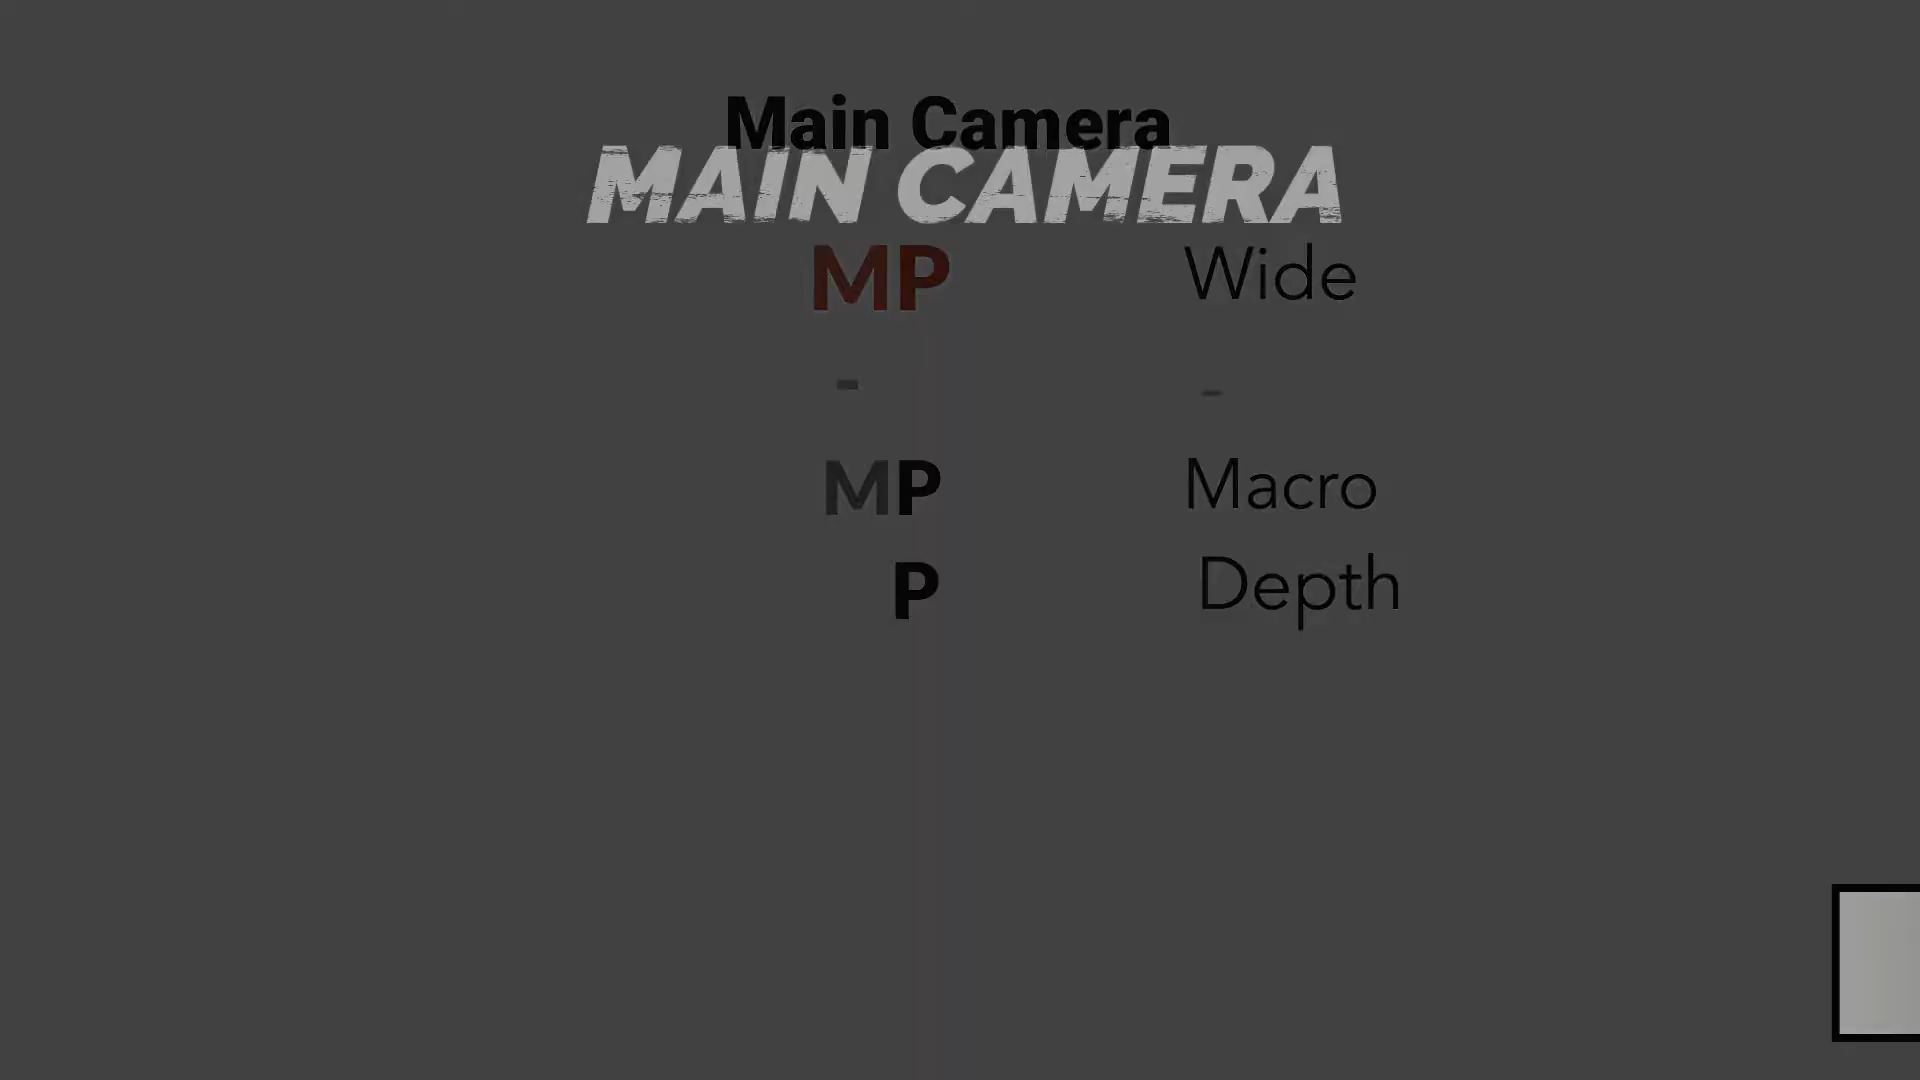 Main Camera
MAIN CAMERA
MP Wide
- -
MP Macro
P Depth